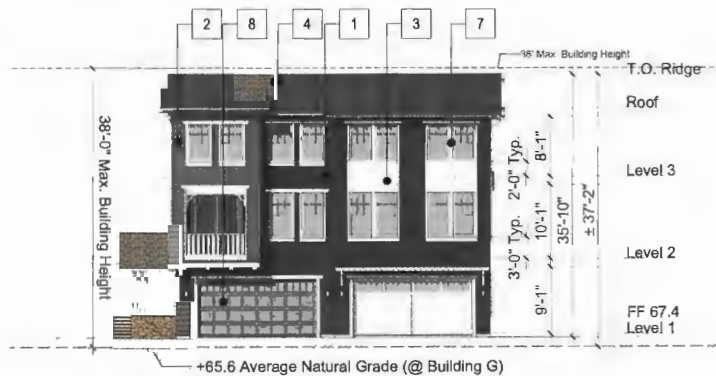 2 8 4 1 3 7
38' Max. Building Height
T.O. Ridge
Roof
Level 3
Level 2
FF 67.4
Level 1
38'-0" Max. Building Height
8'-1"
2'-0" Typ.
10'-1"
3'-0" Typ.
9'-1"
35'-10"
± 37'-2"
+65.6 Average Natural Grade (@ Building G)